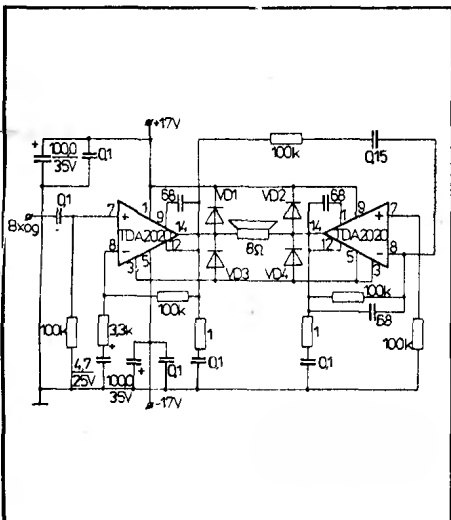 +17V
100,0
35V
0,1
100k
0,15
0,1
Вход
7
8
1
9
68
14
12
3
5
TDA2020
VD1
VD2
VD3
VD4
8Ω
14
68
1
9
12
5
3
7
8
TDA2020
100k
3,3k
100k
4,7
25V
100,0
35V
0,1
1
0,1
-17V
100k
68
1
0,1
100k